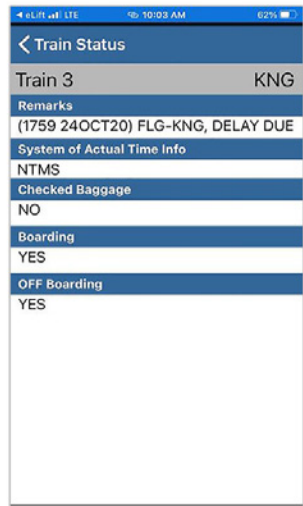 eLift LTE 10:03 AM 62%
Train Status
Train 3 KNG
Remarks
(1759 24OCT20) FLG-KNG, DELAY DUE
System of Actual Time Info
NTMS
Checked Baggage
NO
Boarding
YES
OFF Boarding
YES